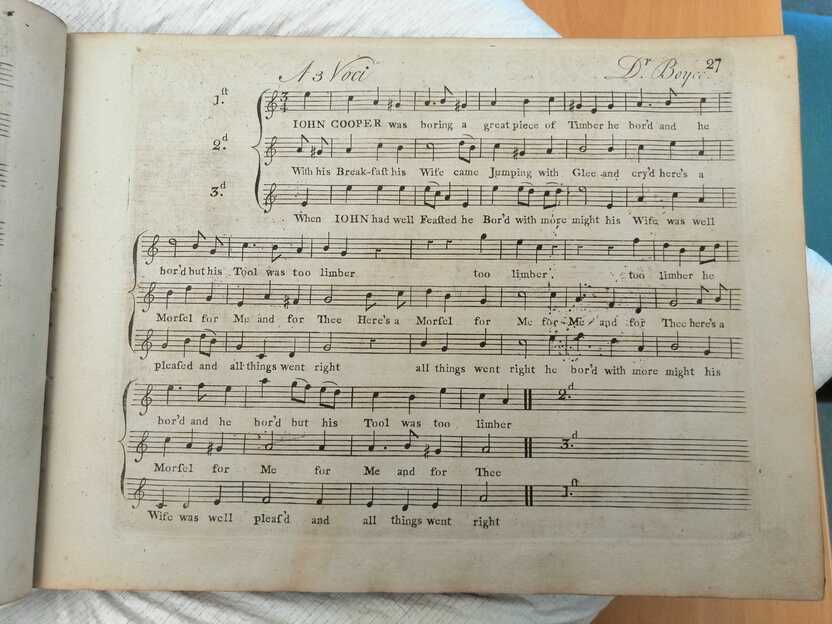 A 3 Voci Dr. Boyce. 27
1.st
IOHN COOPER was boring a great piece of Timber he bor'd and he
2.d
With his Break-faſt his Wife came Jumping with Glee and cry'd here's a
3.d
When IOHN had well Feaſted he Bor'd with more might his Wife was well
bor'd but his Tool was too limber too limber too limber he
Morſel for Me and for Thee Here's a Morſel for Me for Me and for Thee here's a
pleaſed and all things went right all things went right he bor'd with more might his
bor'd and he bor'd but his Tool was too limber 2.d
Morſel for Me for Me and for Thee 3.d
Wife was well pleaſ'd and all things went right 1.st